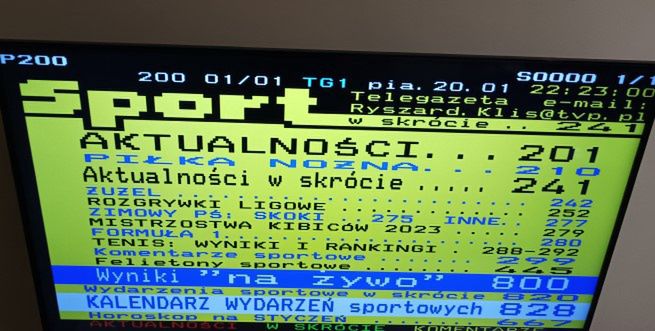 P200
200 01/01 TG1 pia. 20.01 S0000 1/1
22:23:00
Sport
Telegazeta e-mail:
Ryszard.Klis@tvp.pl
w skrócie .. 241
AKTUALNOŚCI... 201
PIŁKA NOŻNA... 210
Aktualności w skrócie ..... 241
ŻUŻEL ........................ 242
ROZGRYWKI LIGOWE ............. 252
ZIMOWY PŚ: SKOKI ..275 INNE.. 277
MISTRZOSTWA KIBICÓW 2023 ..... 279
FORMUŁA 1..................... 280
TENIS: WYNIKI I RANKINGI . 288-292
Komentarze sportowe .......... 299
Felietony sportowe ........... 445
Wyniki "na żywo" 800
Wydarzenia sportowe w skrócie 820
KALENDARZ WYDARZEŃ sportowych 828
Horoskop na STYCZEŃ
AKTUALNOŚCI W SKRÓCIE